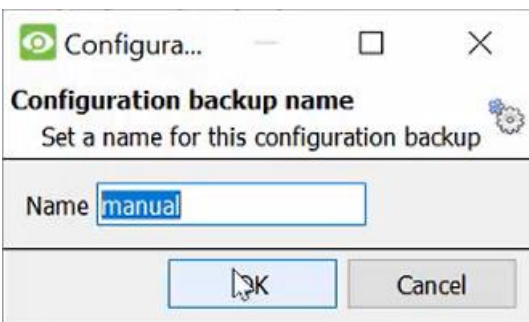 Configura...
Configuration backup name
Set a name for this configuration backup
Name manual
OK Cancel